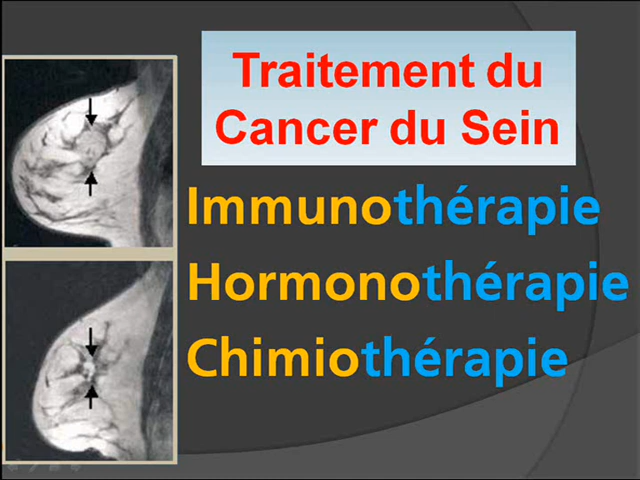 Traitement du
Cancer du Sein
Immunothérapie
Hormonothérapie
Chimiothérapie